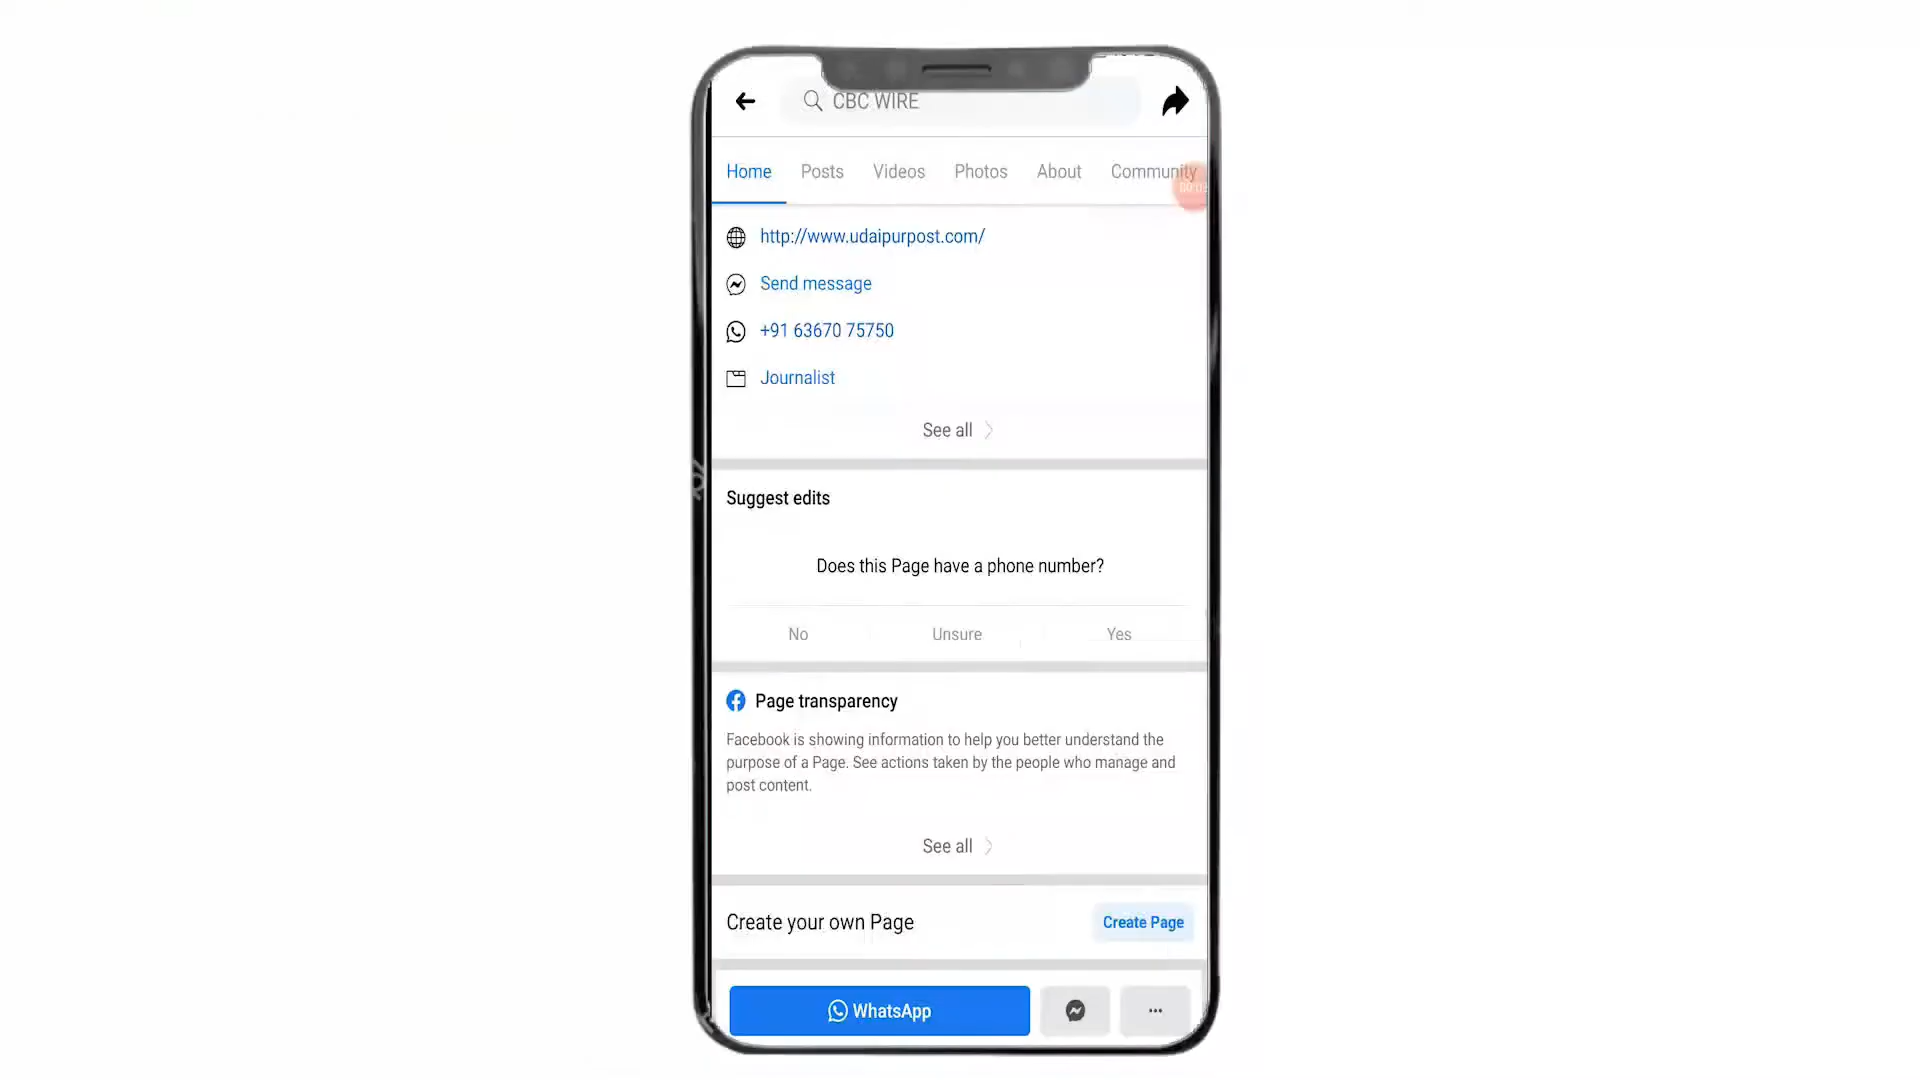 CBC WIRE
Home Posts Videos Photos About Community
http://www.udaipurpost.com/
Send message
+91 63670 75750
Journalist
See all
Suggest edits
Does this Page have a phone number?
No Unsure Yes
Page transparency
Facebook is showing information to help you better understand the
purpose of a Page. See actions taken by the people who manage and
post content.
See all
Create your own Page Create Page
WhatsApp